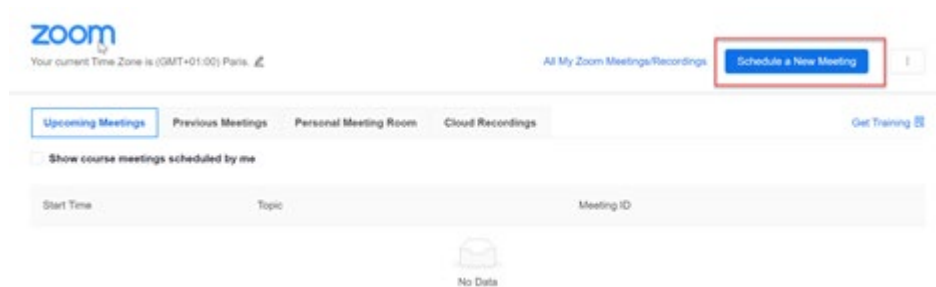 zoom
Your current Time Zone is (GMT+01:00) Paris.
All My Zoom Meetings/Recordings
Schedule a New Meeting
Upcoming Meetings
Previous Meetings
Personal Meeting Room
Cloud Recordings
Get Training
Show course meetings scheduled by me
Start Time
Topic
Meeting ID
No Data